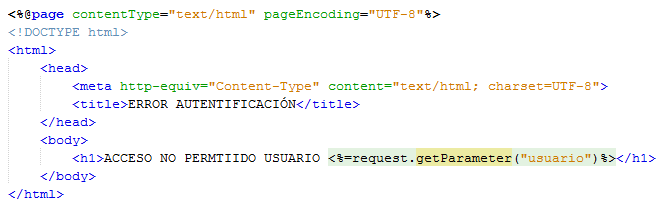 <%@page contentType="text/html" pageEncoding="UTF-8"%>
<!DOCTYPE html>
<html>
<head>
<meta http-equiv="Content-Type" content="text/html; charset=UTF-8">
<title>ERROR AUTENTIFICACIÓN</title>
</head>
<body>
<h1>ACCESO NO PERMTIIDO USUARIO <%=request.getParameter("usuario")%></h1>
</body>
</html>